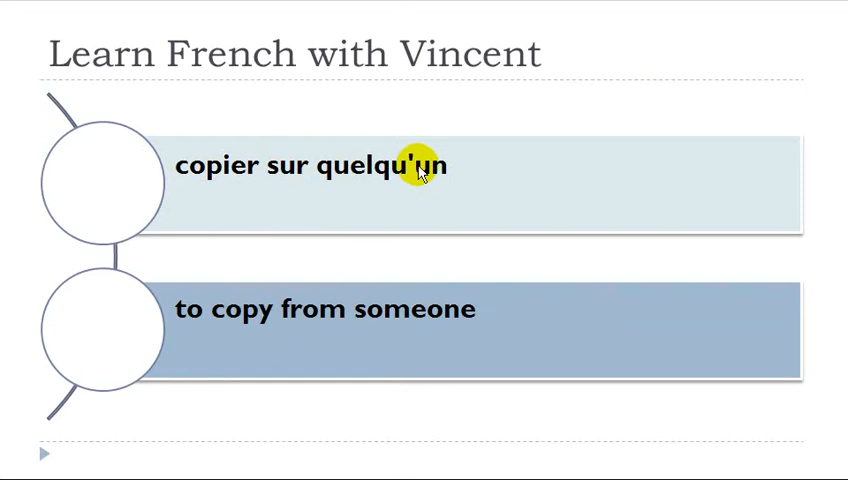 Learn French with Vincent
copier sur quelqu'un
to copy from someone